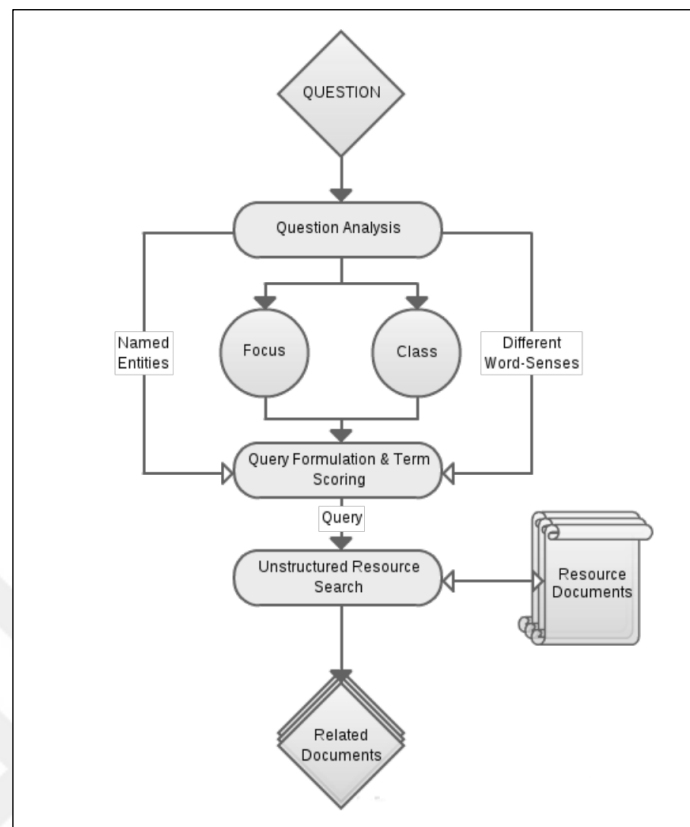 QUESTION
Question Analysis
Named
Entities
Focus
Class
Different
Word-Senses
Query Formulation & Term
Scoring
Query
Unstructured Resource
Search
Resource
Documents
Related
Documents